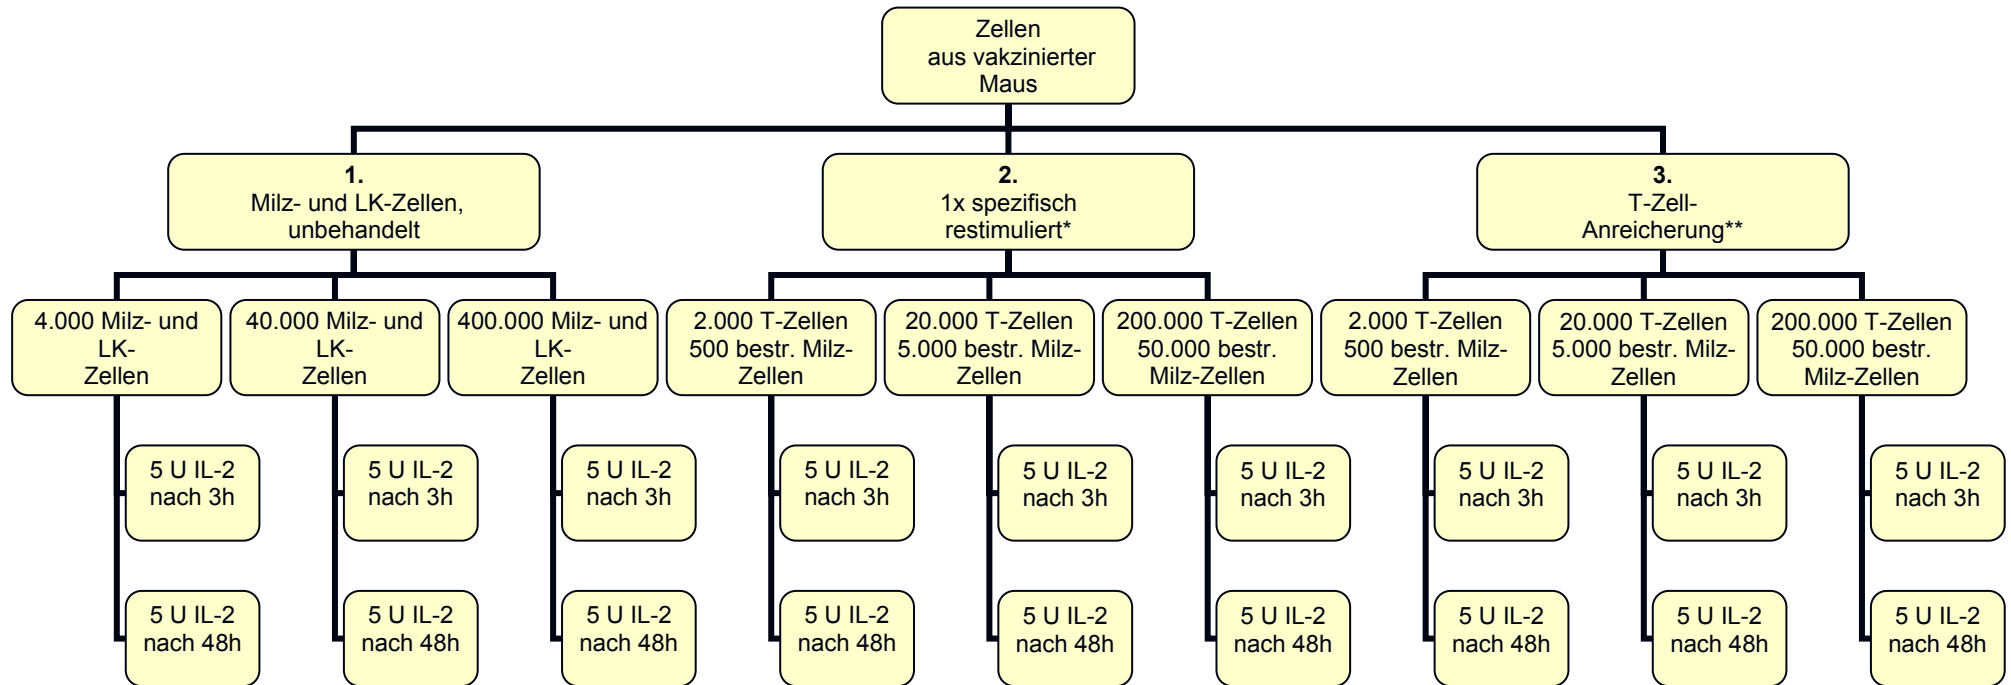 Zellen
aus vakzinierter
Maus
1.
Milz- und LK-Zellen,
unbehandelt
2.
1x spezifisch
restimuliert*
3.
T-Zell-
Anreicherung**
4.000 Milz- und
LK-
Zellen
40.000 Milz- und
LK-
Zellen
400.000 Milz- und
LK-
Zellen
2.000 T-Zellen
500 bestr. Milz-
Zellen
20.000 T-Zellen
5.000 bestr. Milz-
Zellen
200.000 T-Zellen
50.000 bestr.
Milz-Zellen
2.000 T-Zellen
500 bestr. Milz-
Zellen
20.000 T-Zellen
5.000 bestr. Milz-
Zellen
200.000 T-Zellen
50.000 bestr.
Milz-Zellen
5 U IL-2
nach 3h
5 U IL-2
nach 3h
5 U IL-2
nach 3h
5 U IL-2
nach 3h
5 U IL-2
nach 3h
5 U IL-2
nach 3h
5 U IL-2
nach 3h
5 U IL-2
nach 3h
5 U IL-2
nach 3h
5 U IL-2
nach 48h
5 U IL-2
nach 48h
5 U IL-2
nach 48h
5 U IL-2
nach 48h
5 U IL-2
nach 48h
5 U IL-2
nach 48h
5 U IL-2
nach 48h
5 U IL-2
nach 48h
5 U IL-2
nach 48h